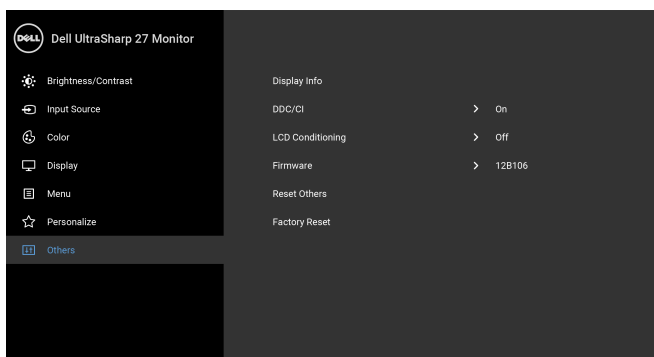 DELL Dell UltraSharp 27 Monitor
Brightness/Contrast
Display Info
Input Source
DDC/CI > On
Color
LCD Conditioning > Off
Display
Firmware > 12B106
Menu
Reset Others
Personalize
Factory Reset
Others